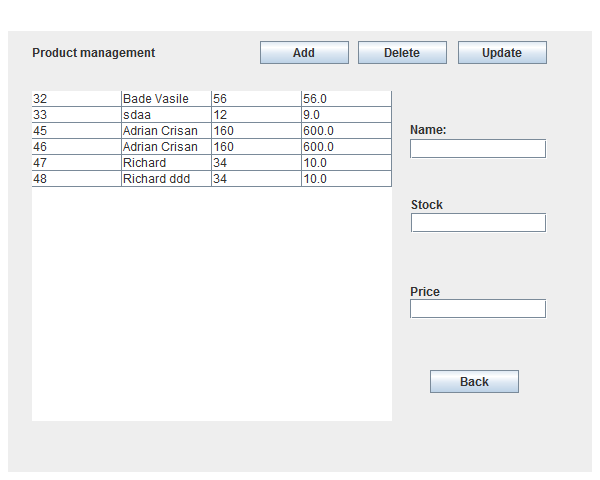 Product management Add Delete Update
32 Bade Vasile 56 56.0
33 sdaa 12 9.0
45 Adrian Crisan 160 600.0
46 Adrian Crisan 160 600.0
47 Richard 34 10.0
48 Richard ddd 34 10.0
Name:
Stock
Price
Back